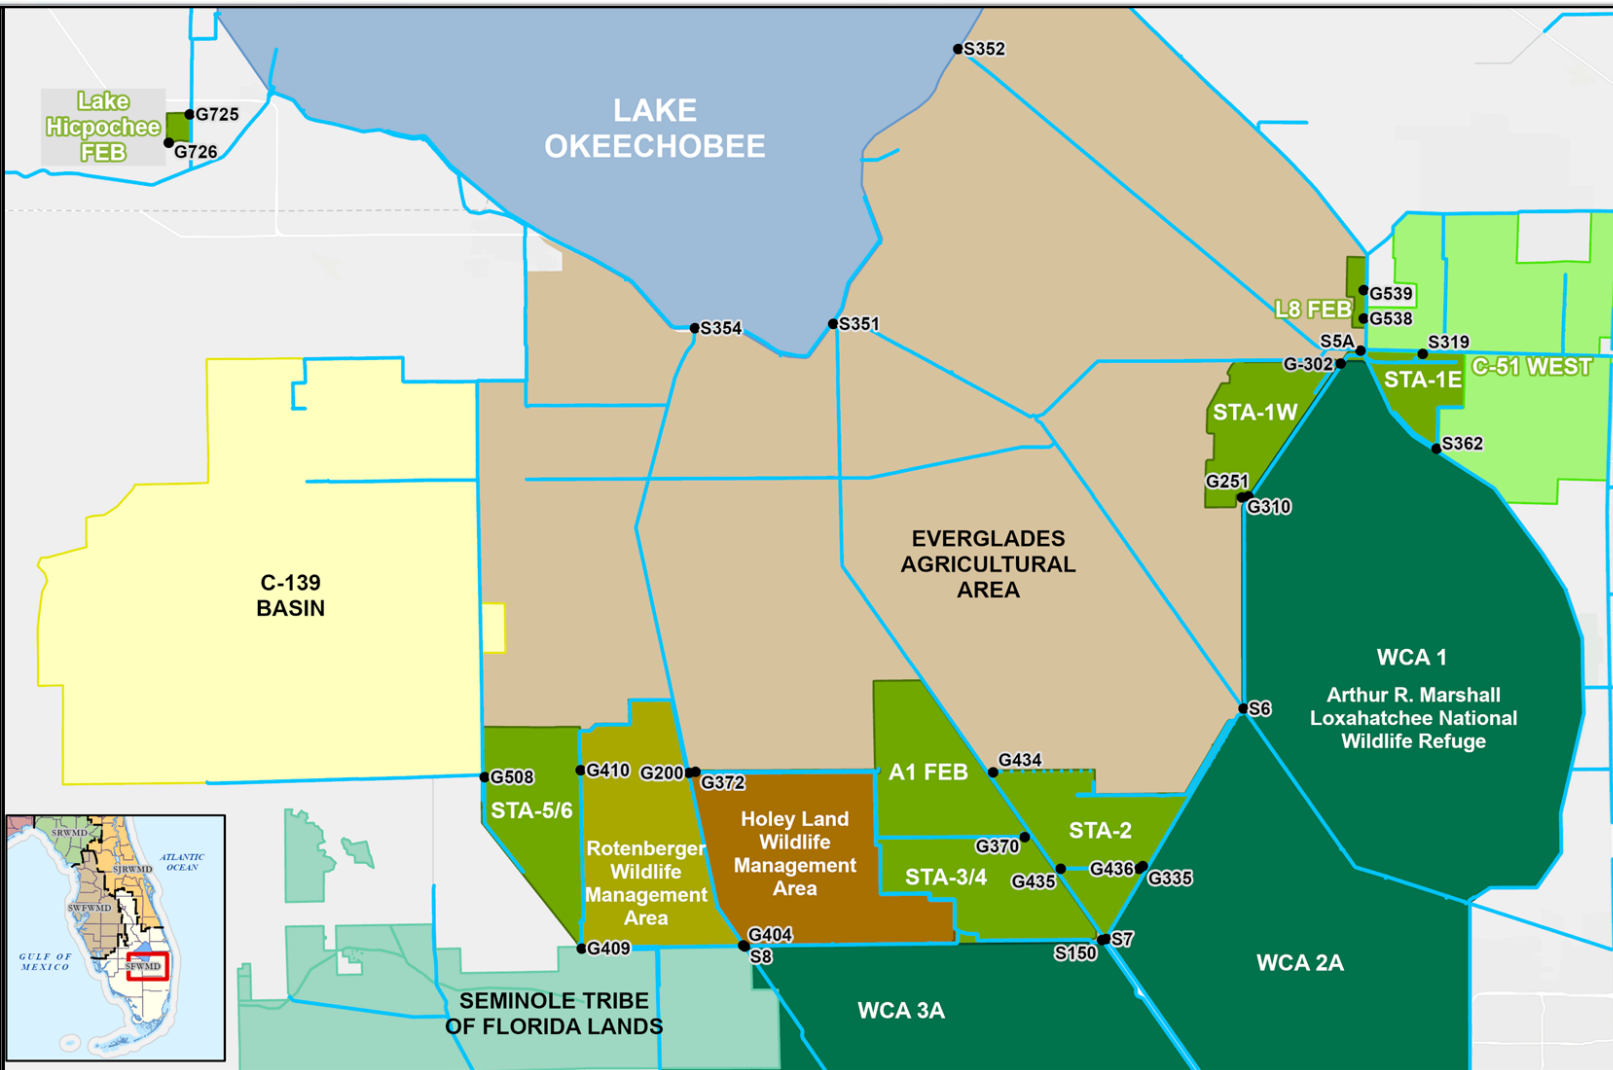 S352
LAKE
OKEECHOBEE
Lake
Hicpochee
FEB
G725
G726
G539
L8 FEB
G538
S354
S351
S5A
S319
G-302
C-51 WEST
STA-1E
STA-1W
S362
G251
G310
EVERGLADES
AGRICULTURAL
AREA
C-139
BASIN
WCA 1
Arthur R. Marshall
Loxahatchee National
Wildlife Refuge
S6
G508
G410
G200
G372
A1 FEB
G434
STA-5/6
Holey Land
Wildlife
Management
Area
STA-2
Rotenberger
Wildlife
Management
Area
G370
STA-3/4
G435
G436
G335
G409
G404
S8
S150
S7
WCA 2A
SEMINOLE TRIBE
OF FLORIDA LANDS
WCA 3A
SRWMD
ATLANTIC
OCEAN
SJRWMD
SWFWMD
GULF OF
MEXICO
SFWMD